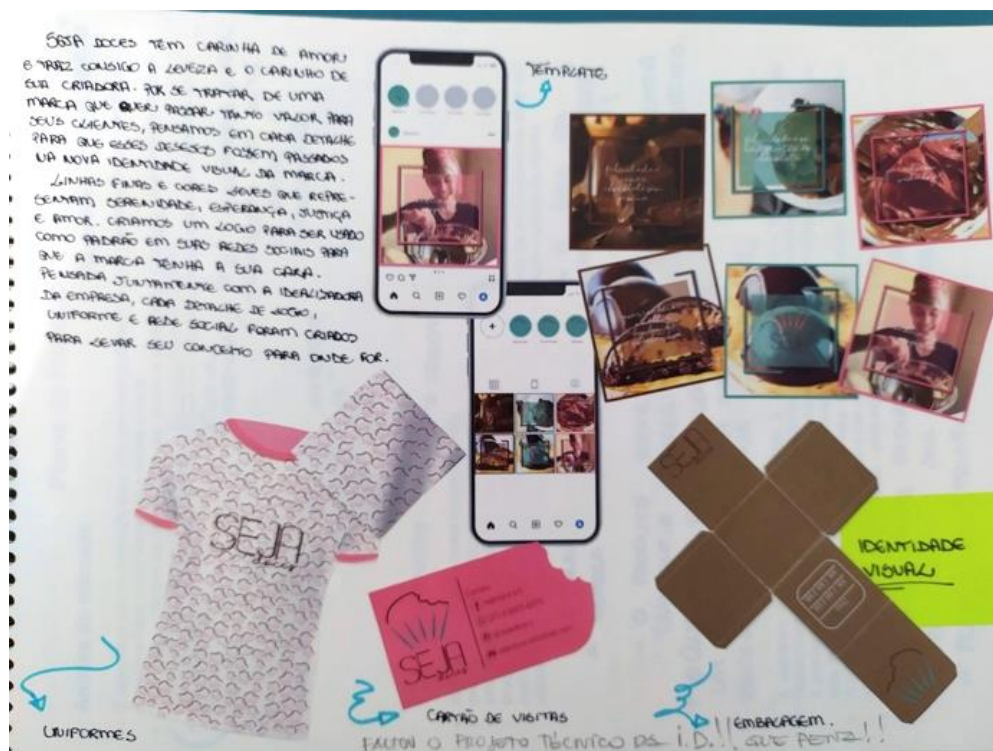 SEJA DOCES TEM CARINHA DE AMOR
E TRAZ CONSIGO A LEVEZA E O CARINHO DE
SUA CRIADORA. POR SE TRATAR DE UMA
MARCA QUE QUER PASSAR TANTO VALOR PARA
SEUS CLIENTES, PENSAMOS EM CADA DETALHE
PARA QUE ESSES DESEJOS FOSSEM PASSADOS
NA NOVA IDENTIDADE VISUAL DA MARCA.
LINHAS FINAS E CORES LEVES QUE REPRE-
SENTAM SERENIDADE, ESPERANÇA, JUSTIÇA
E AMOR. CRIAMOS UM LOGO PARA SER USADO
COMO PADRÃO EM SUAS REDES SOCIAIS PARA
QUE A MARCA TENHA A SUA CARA.
PENSADA JUNTAMENTE COM A IDEALIZADORA
DA EMPRESA, CADA DETALHE DE LOGO,
UNIFORME E REDE SOCIAL FORAM CRIADOS
PARA LEVAR SEU CONCEITO PARA ONDE FOR.
TEMPLATE
SEJA
SEJA
SEJA
IDENTIDADE
VISUAL
UNIFORMES
CARTÃO DE VISITAS
EMBALAGEM.
FALTOU O PROJETO TÉCNICO DA I.D.!! QUE PENA!!